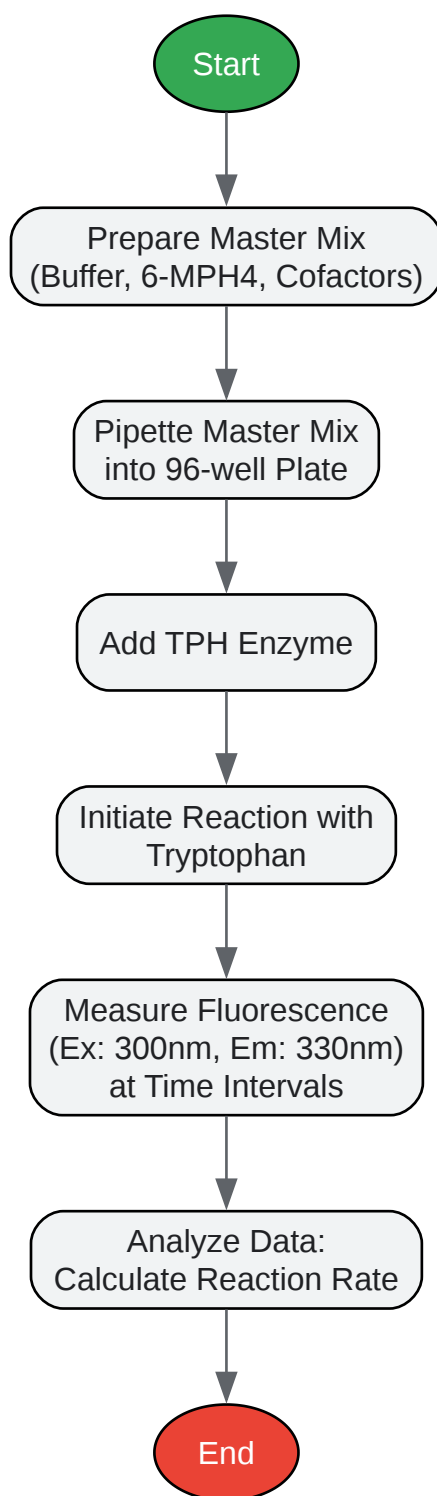 Start
Prepare Master Mix
(Buffer, 6-MPH4, Cofactors)
Pipette Master Mix
into 96-well Plate
Add TPH Enzyme
Initiate Reaction with
Tryptophan
Measure Fluorescence
(Ex: 300nm, Em: 330nm)
at Time Intervals
Analyze Data:
Calculate Reaction Rate
End